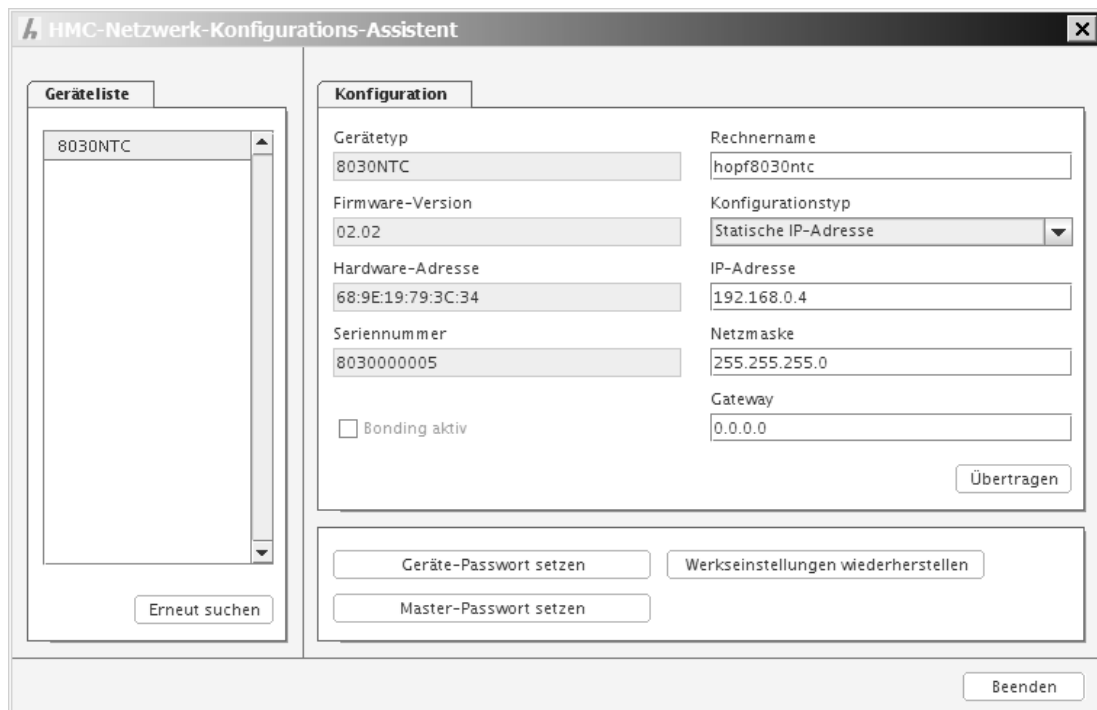 HMC-Netzwerk-Konfigurations-Assistent
Geräteliste
8030NTC
Erneut suchen
Konfiguration
Gerätetyp
8030NTC
Firmware-Version
02.02
Hardware-Adresse
68:9E:19:79:3C:34
Seriennummer
8030000005
Bonding aktiv
Rechnername
hopf8030ntc
Konfigurationstyp
Statische IP-Adresse
IP-Adresse
192.168.0.4
Netzmaske
255.255.255.0
Gateway
0.0.0.0
Übertragen
Geräte-Passwort setzen
Werkseinstellungen wiederherstellen
Master-Passwort setzen
Beenden